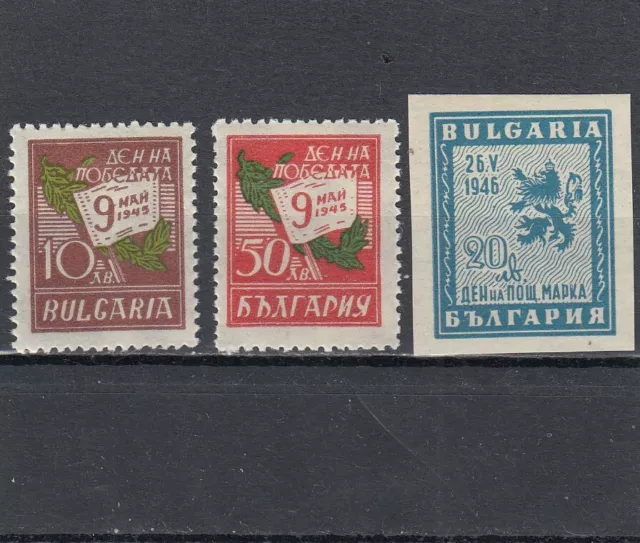 ДЕН НА
ПОБЕДАТА
9 МАЙ
1945
10 ЛВ.
BULGARIA
ДЕН НА
ПОБЕДАТА
9 МАЙ
1945
50 ЛВ.
БЪЛГАРИЯ
BULGARIA
26.V
1946
20 лв
ДЕН НА ПОЩ. МАРКА
БЪЛГАРИЯ